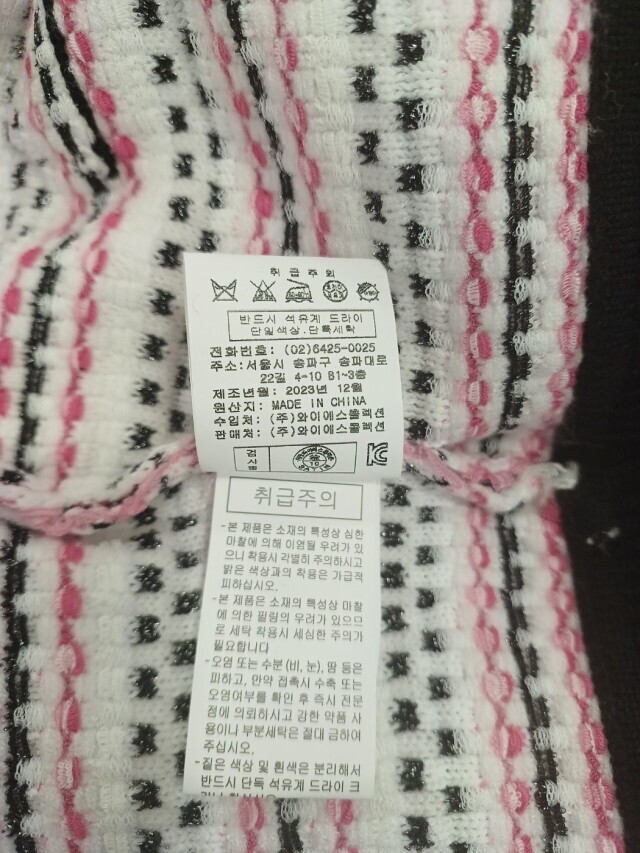 취급주의
반드시 석유계 드라이
단일색상.단독세탁
전화번호: (02)6425-0025
주소:서울시 송파구 송파대로
22길 4-10 B1~3층
제조년월: 2023년 12월
원산지: MADE IN CHINA
수입처: (주)와이에스콜렉션
판매처: (주)와이에스콜렉션
검사필
취급주의
-본 제품은 소재의 특성상 심한
마찰에 의해 이염될 우려가 있
으니 착용시 각별히 주의하시고
밝은 색상과의 착용은 가급적
피하십시오.
-본 제품은 소재의 특성상 마찰
에 의한 필링의 우려가 있으므
로 세탁 착용시 세심한 주의가
필요합니다
-오염 또는 수분(비, 눈), 땀 등은
피하고, 만약 접촉시 수축 또는
오염여부를 확인 후 즉시 전문
점에 의뢰하시고 강한 약품 사
용이나 부분세탁은 절대 금하여
주십시오.
-짙은 색상 및 흰색은 분리해서
반드시 단독 석유계 드라이 크